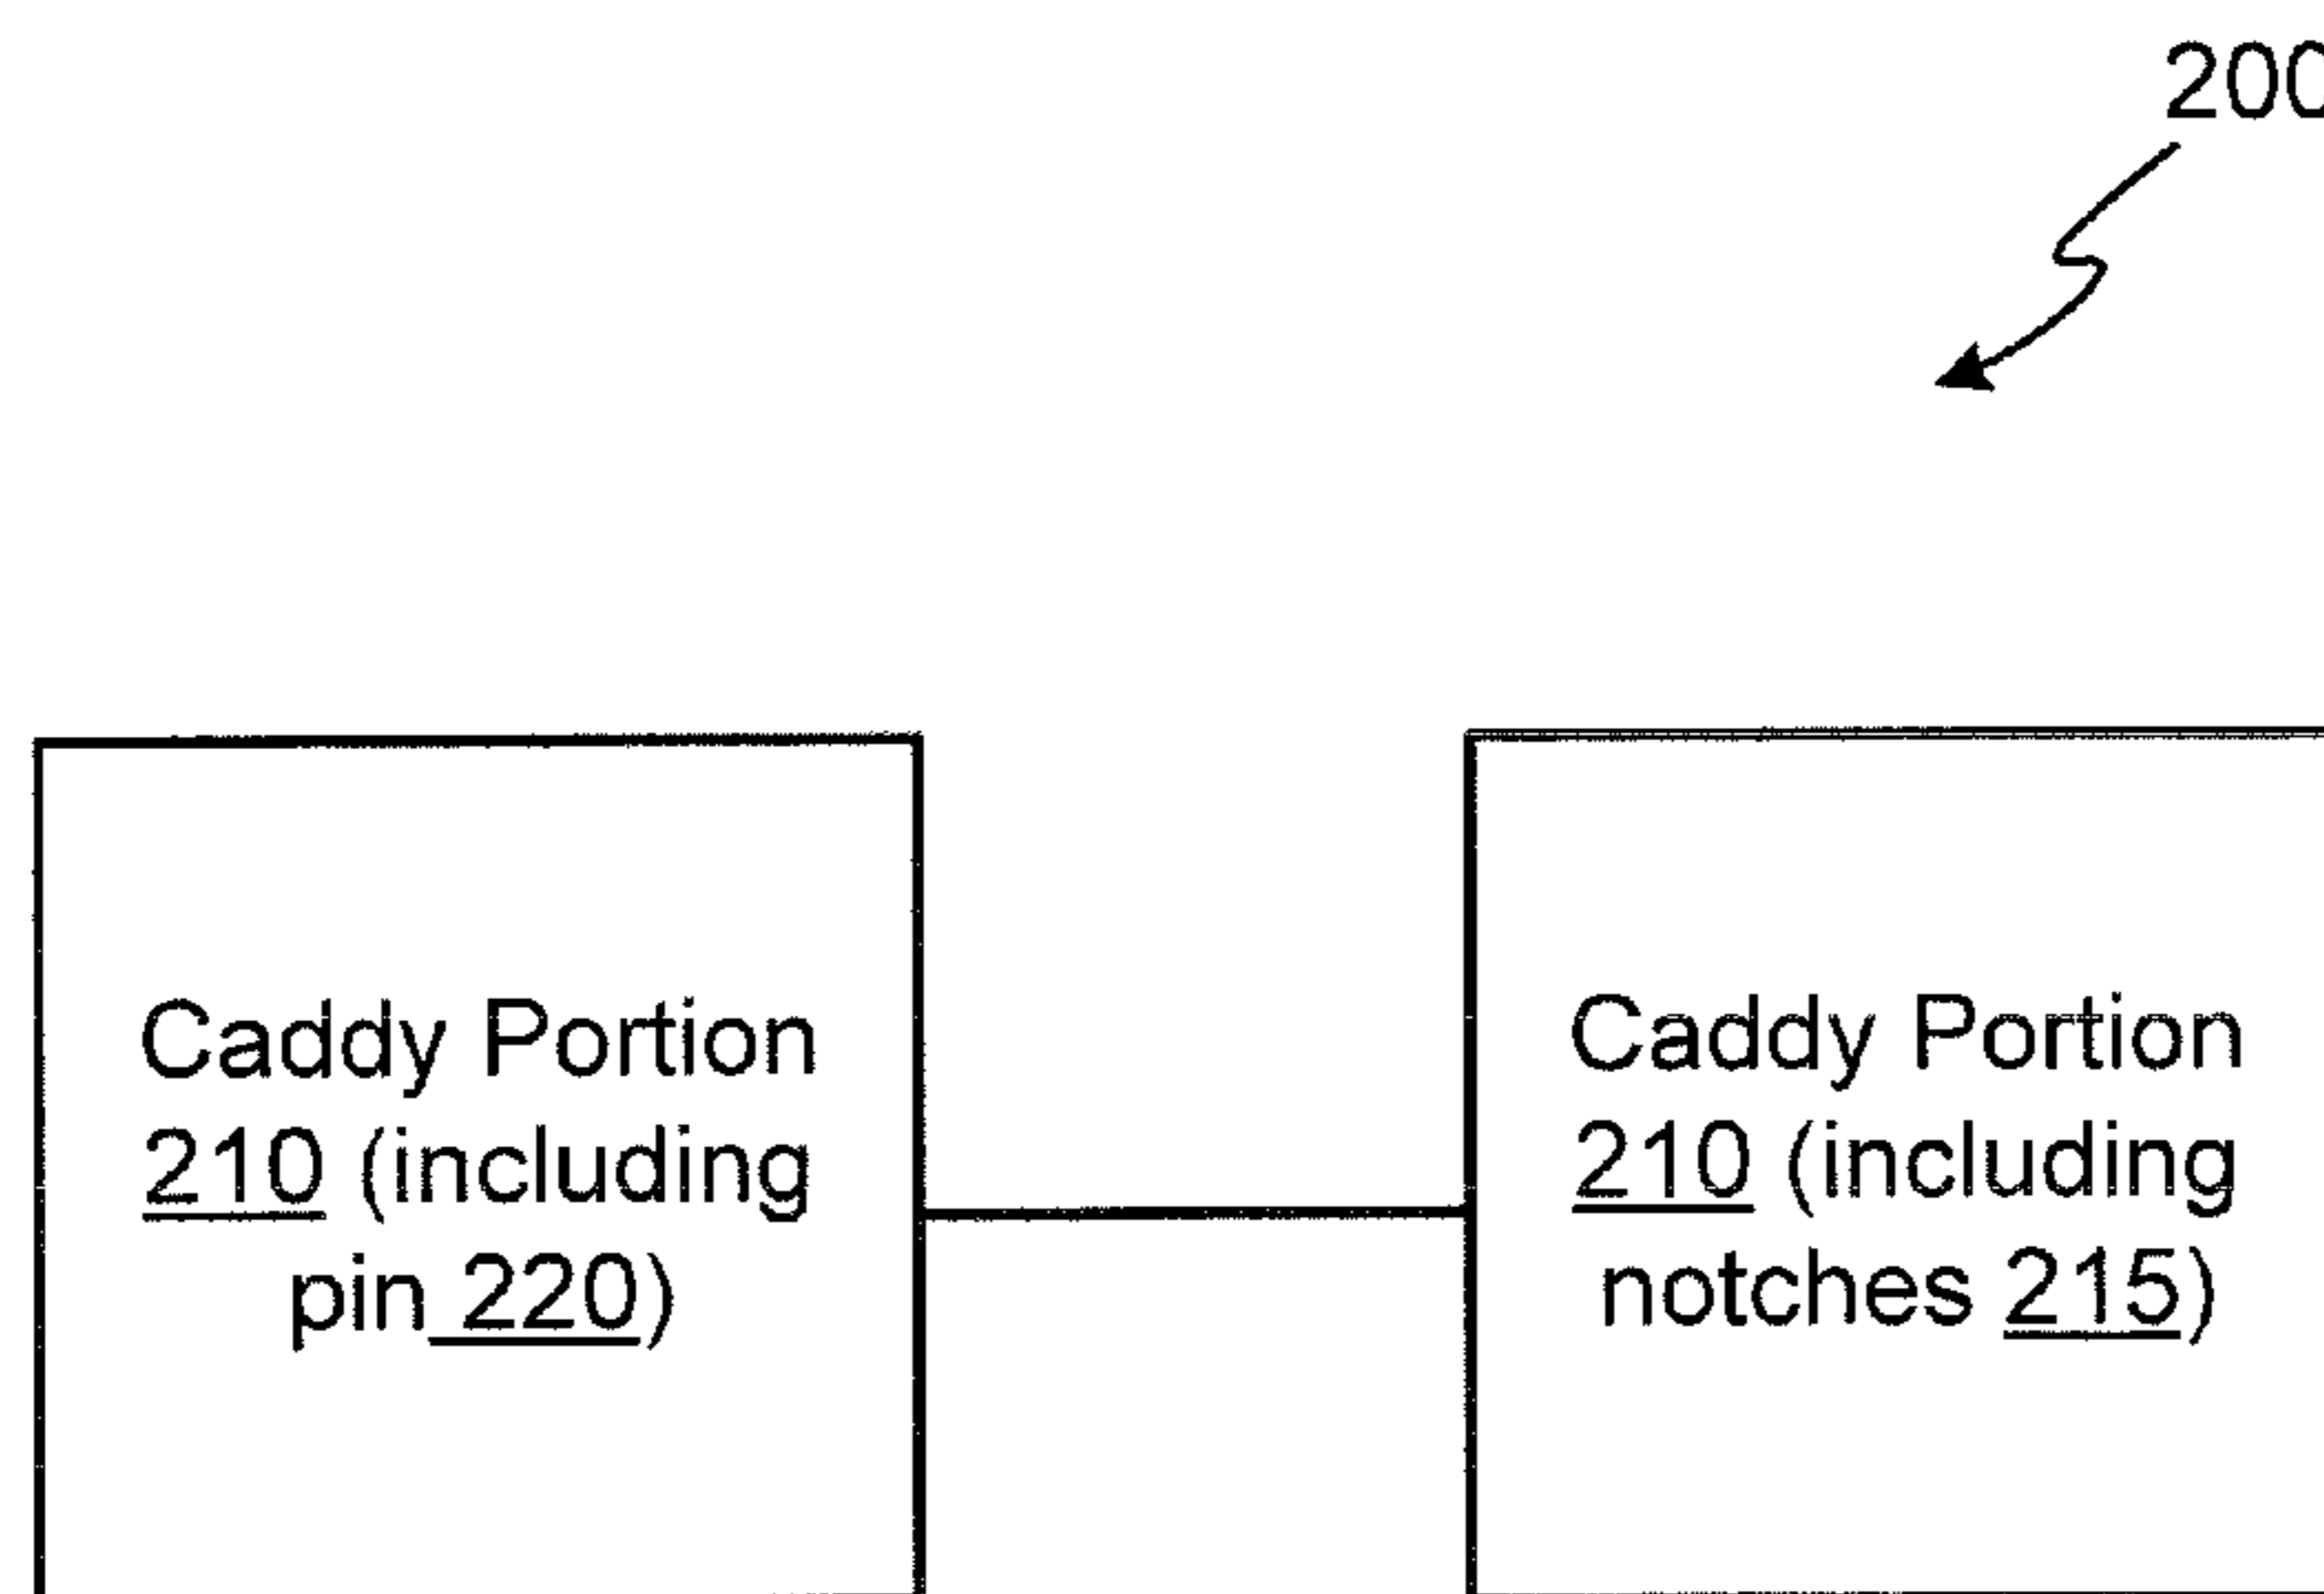 200
Caddy Portion
210 (including
pin 220)
Caddy Portion
210 (including
notches 215)